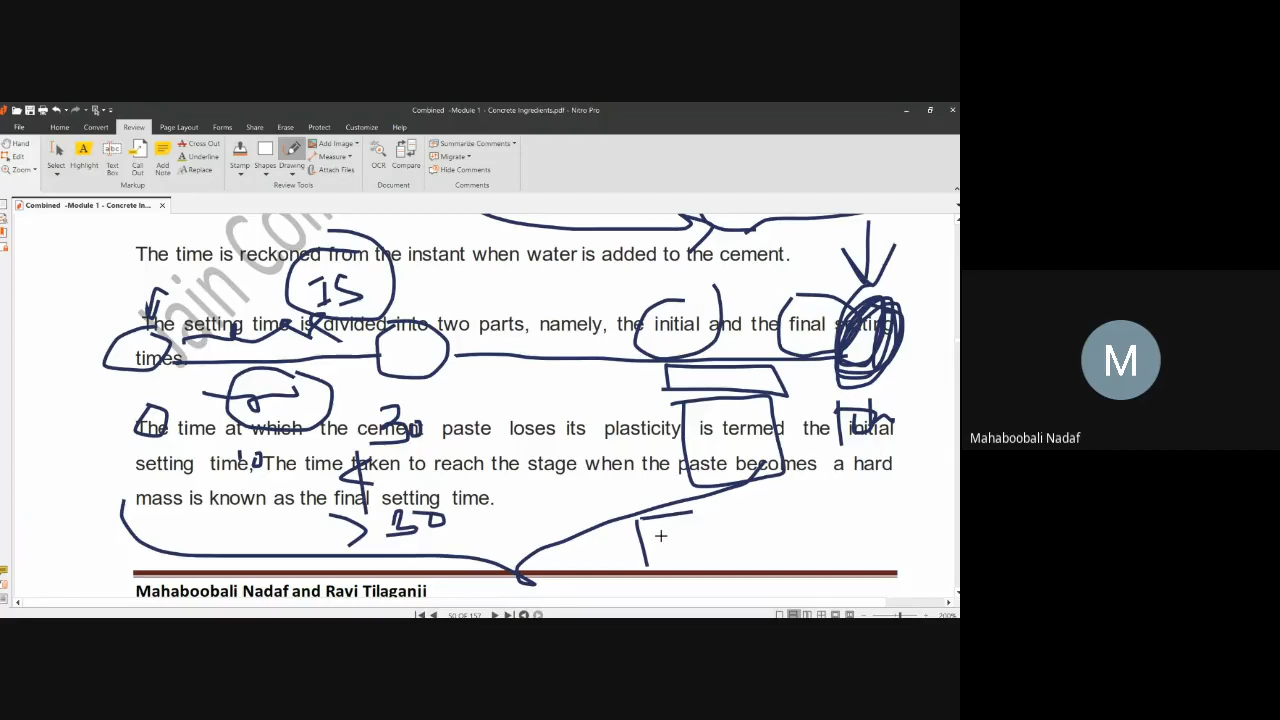 Combined -Module 1 - Concrete Ingredients.pdf - Nitro Pro
File Home Convert Review Page Layout Forms Share Erase Protect Customize Help
Hand Edit Zoom
Select Highlight Text Box Call Out Add Note
Cross Out Underline Replace
Markup
Stamp Shapes Drawing
Add Image Measure Attach Files
Review Tools
OCR Compare
Document
Summarize Comments Migrate Hide Comments
Comments
Combined -Module 1 - Concrete In...
The time is reckoned from the instant when water is added to the cement.
IS
The setting time is divided into two parts, namely, the initial and the final setting
times.
30
10h
The time at which the cement paste loses its plasticity is termed the initial
setting time, The time taken to reach the stage when the paste becomes a hard
mass is known as the final setting time.
> 30
Mahaboobali Nadaf and Ravi Tilaganji
50 OF 157
200%
M
Mahaboobali Nadaf